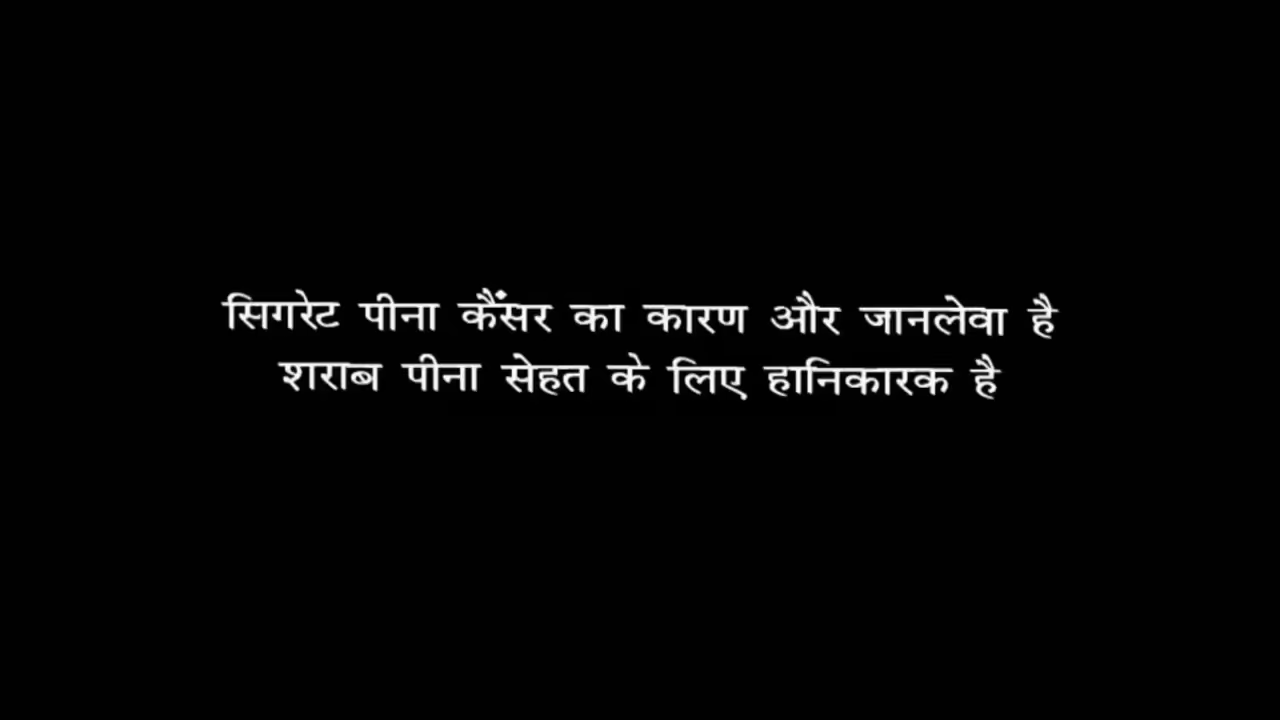 सिगरेट पीना कैंसर का कारण और जानलेवा है
शराब पीना सेहत के लिए हानिकारक है